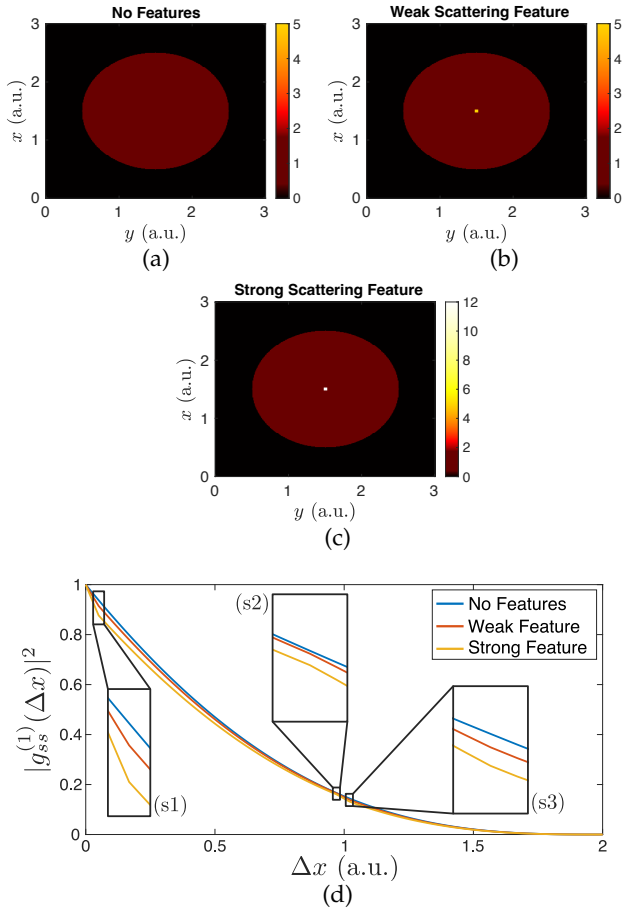 No Features
3
2
1
0
0
1
2
3
x (a.u.)
y (a.u.)
5
4
3
2
1
0
(a)
Weak Scattering Feature
3
2
1
0
0
1
2
3
x (a.u.)
y (a.u.)
5
4
3
2
1
0
(b)
Strong Scattering Feature
3
2
1
0
0
1
2
3
x (a.u.)
y (a.u.)
12
10
8
6
4
2
0
(c)
1
0.8
0.6
0.4
0.2
0
|g_{ss}^{(1)}(Δx)|^2
(s1)
(s2)
(s3)
No Features
Weak Feature
Strong Feature
0
0.5
1
1.5
2
Δx (a.u.)
(d)